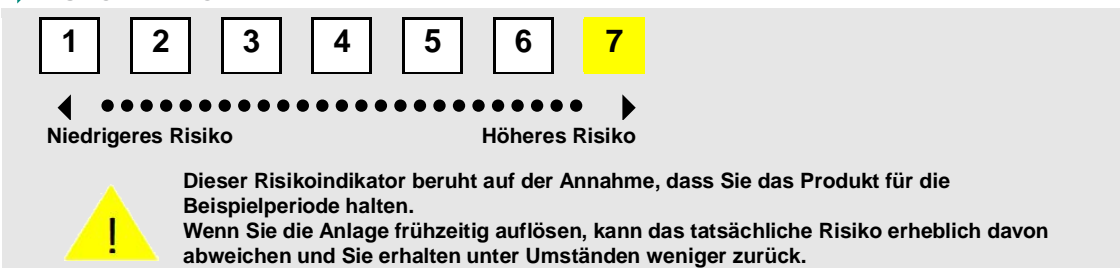 1 2 3 4 5 6 7
Niedrigeres Risiko Höheres Risiko
Dieser Risikoindikator beruht auf der Annahme, dass Sie das Produkt für die
Beispielperiode halten.
! Wenn Sie die Anlage frühzeitig auflösen, kann das tatsächliche Risiko erheblich davon
abweichen und Sie erhalten unter Umständen weniger zurück.